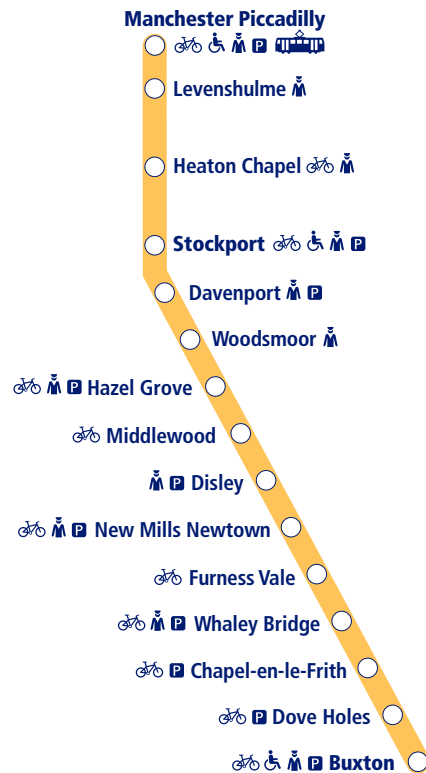 Manchester Piccadilly
P
Levenshulme
Heaton Chapel
Stockport P
Davenport P
Woodsmoor
P Hazel Grove
Middlewood
P Disley
P New Mills Newtown
Furness Vale
P Whaley Bridge
P Chapel-en-le-Frith
P Dove Holes
P Buxton